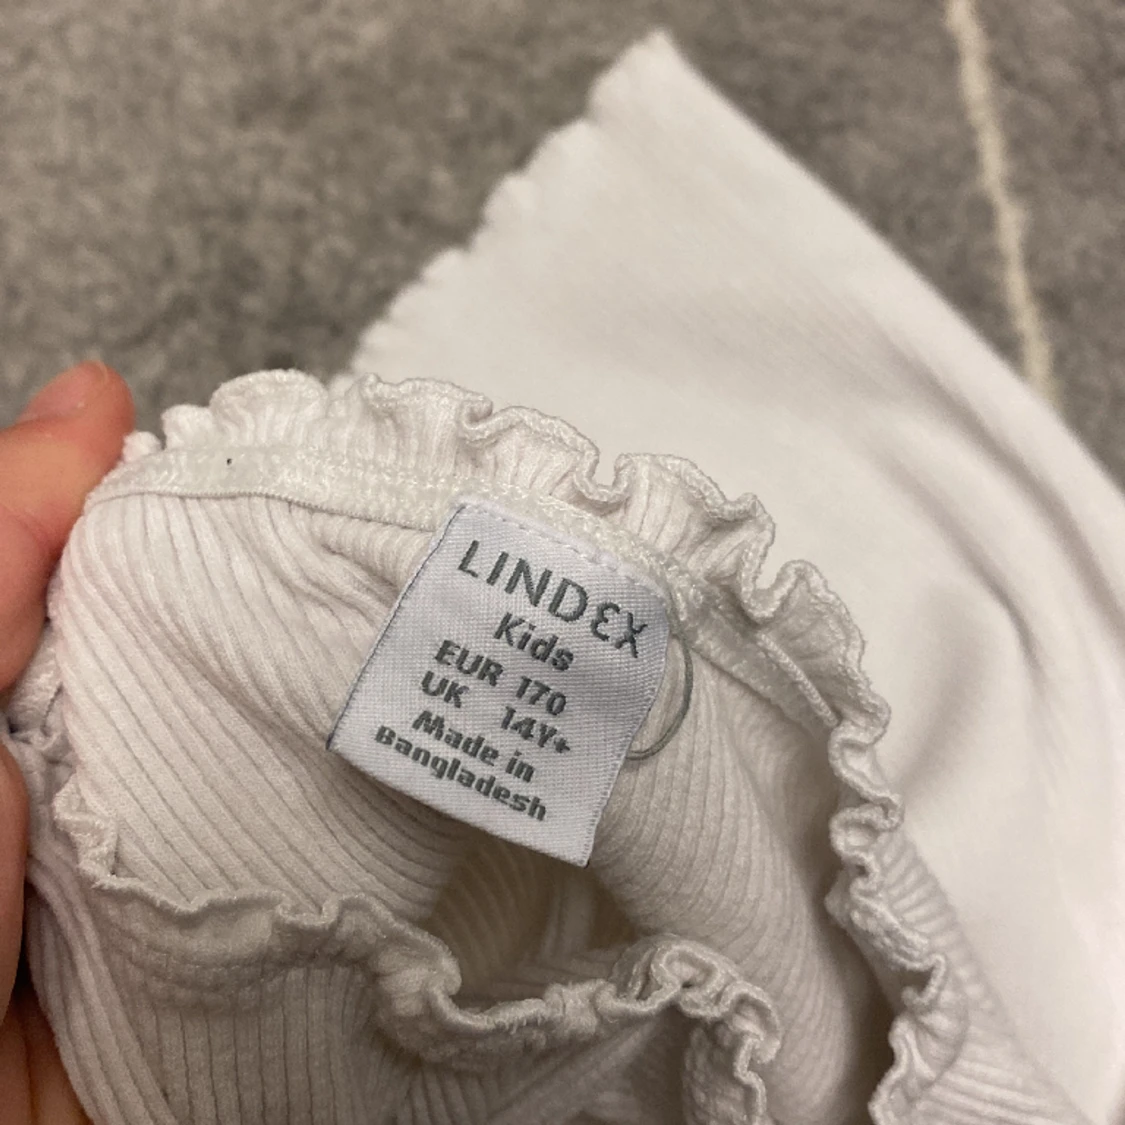 LINDEX
Kids
EUR 170
UK 14Y+
Made in
Bangladesh